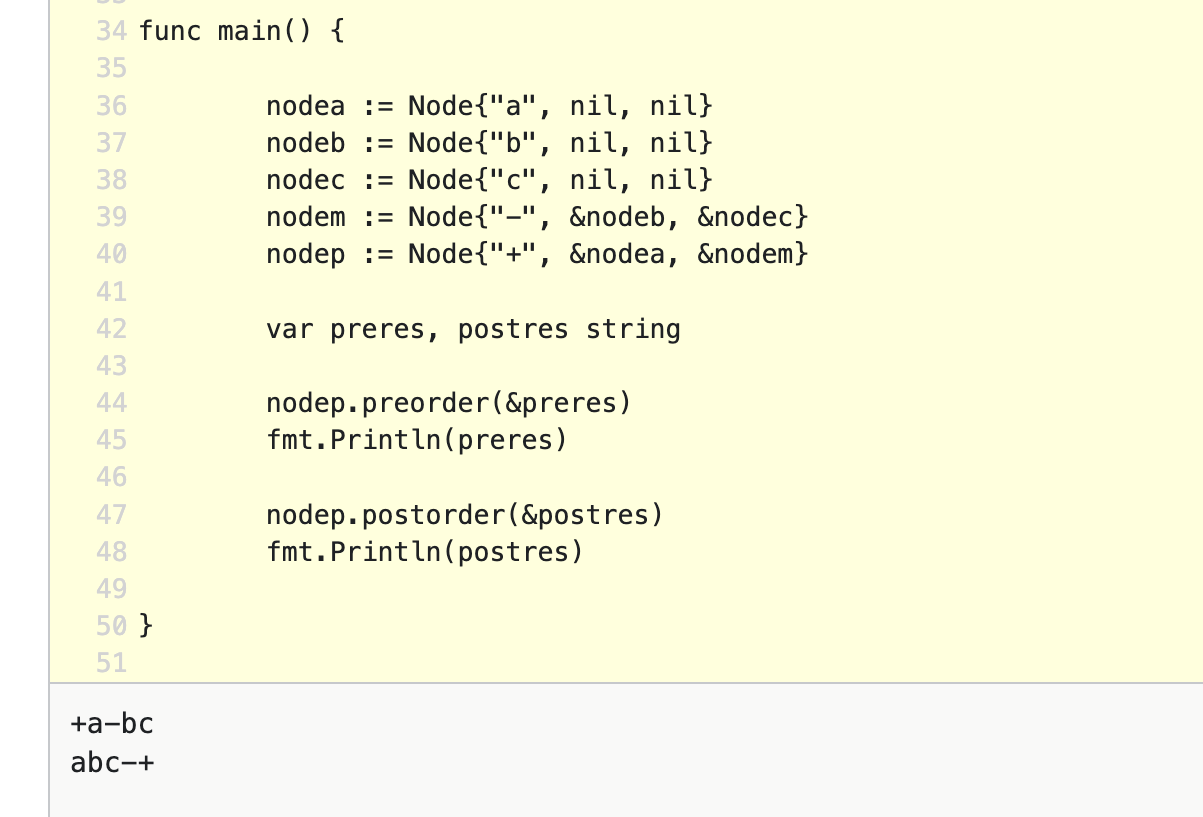 34 func main() {
35
36 nodea := Node{"a", nil, nil}
37 nodeb := Node{"b", nil, nil}
38 nodec := Node{"c", nil, nil}
39 nodem := Node{"-", &nodeb, &nodec}
40 nodep := Node{"+", &nodea, &nodem}
41
42 var preres, postres string
43
44 nodep.preorder(&preres)
45 fmt.Println(preres)
46
47 nodep.postorder(&postres)
48 fmt.Println(postres)
49
50 }
51
+a-bc
abc-+